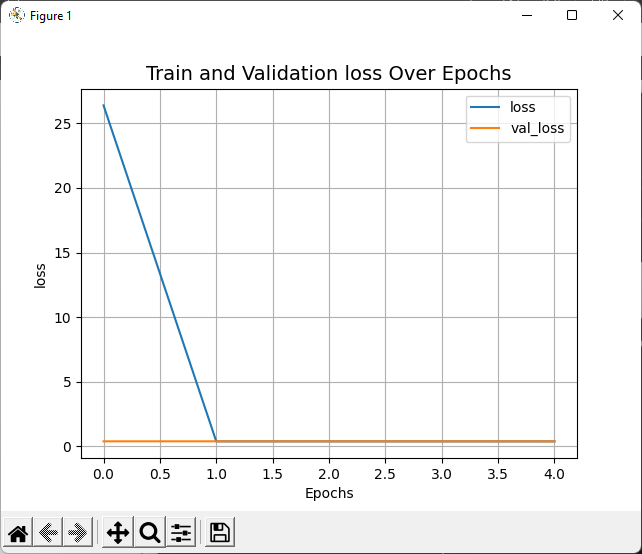 Figure 1
Train and Validation loss Over Epochs
loss
val_loss
25
20
15
10
5
0
loss
0.0 0.5 1.0 1.5 2.0 2.5 3.0 3.5 4.0
Epochs